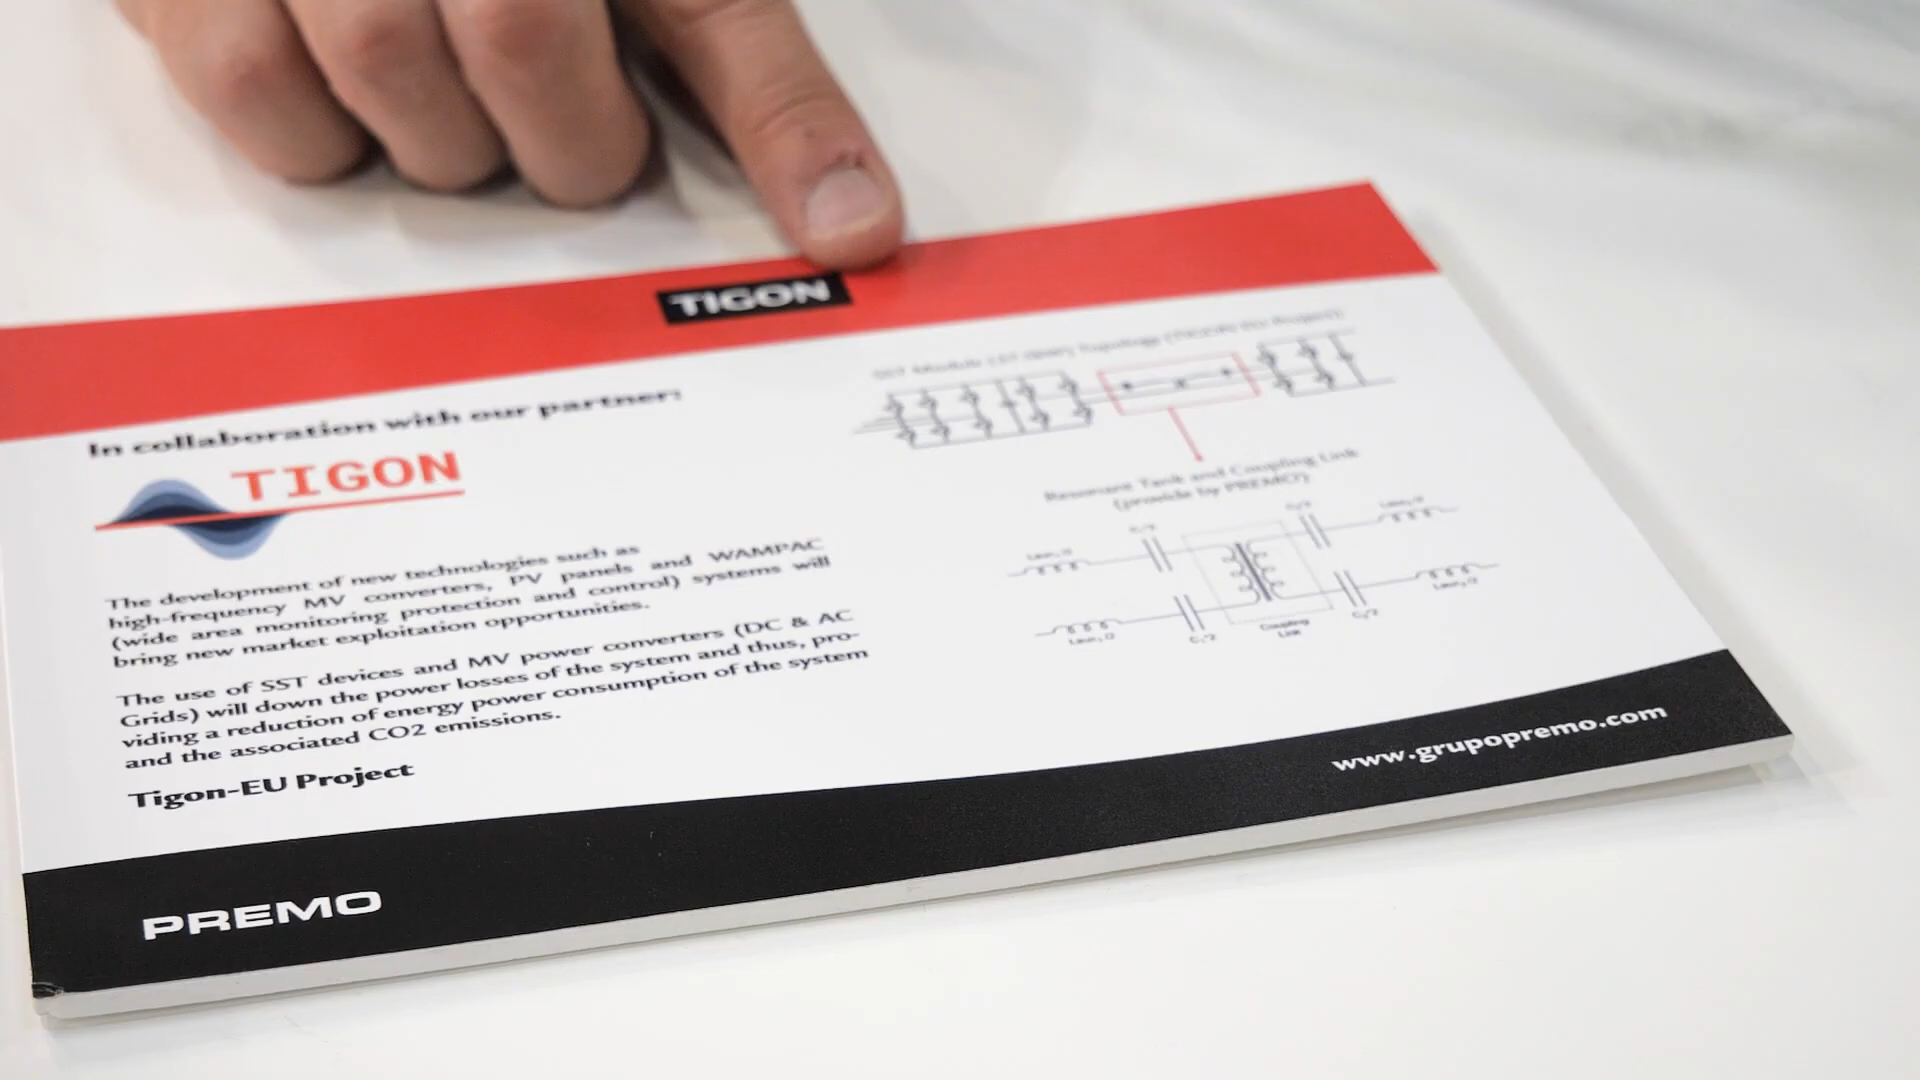 TIGON
In collaboration with our partner:
TIGON
The development of new technologies such as
high-frequency MV converters, PV panels and WAMPAC
(wide area monitoring protection and control) systems will
bring new market exploitation opportunities.
The use of SST devices and MV power converters (DC & AC
Grids) will down the power losses of the system and thus, pro-
viding a reduction of energy power consumption of the system
and the associated CO2 emissions.
Tigon-EU Project
SST Module Topology
Resonant Tank and Coupling Link
(provide by PREMO)
Coupling
Link
www.grupopremo.com
PREMO